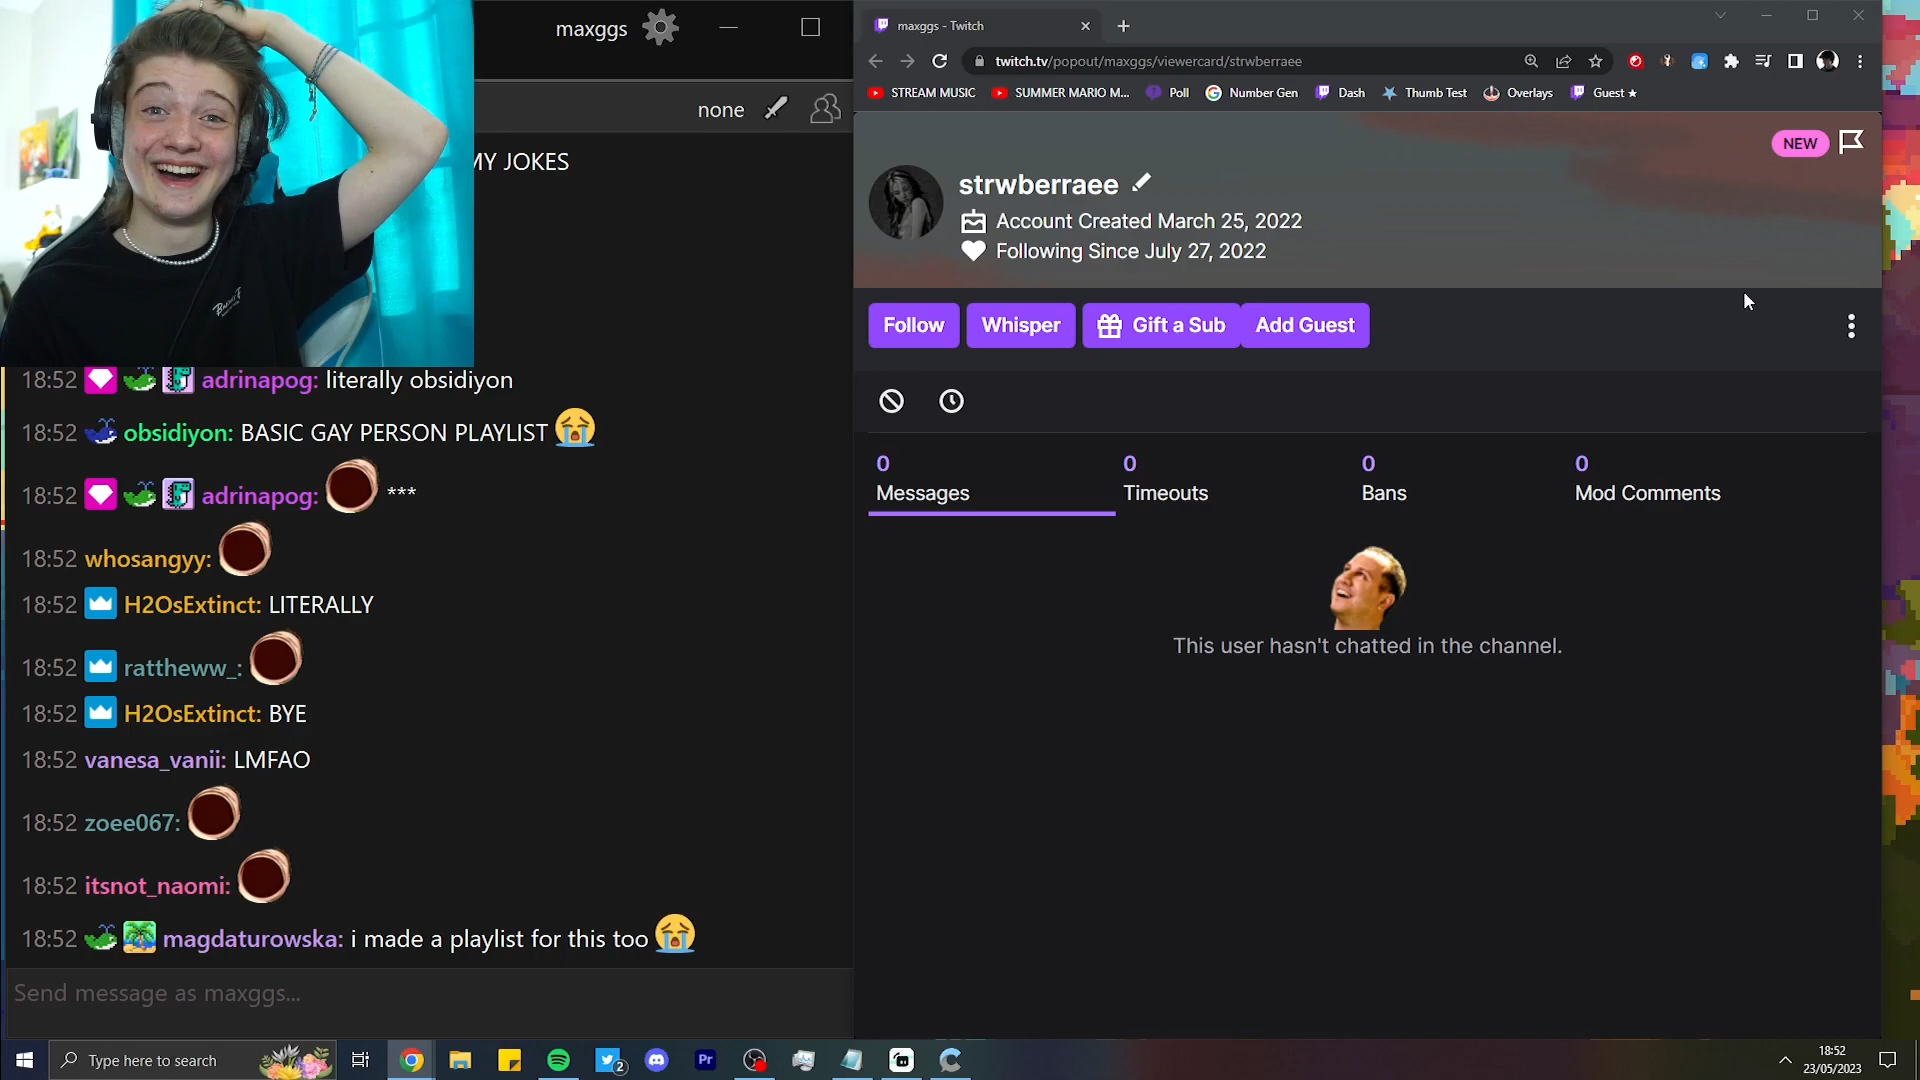 maxggs
none
MY JOKES
18:52 adrinapog: literally obsidiyon
18:52 obsidiyon: BASIC GAY PERSON PLAYLIST
18:52 adrinapog: ***
18:52 whosangyy:
18:52 H2OsExtinct: LITERALLY
18:52 rattheww_:
18:52 H2OsExtinct: BYE
18:52 vanesa_vanii: LMFAO
18:52 zoee067:
18:52 itsnot_naomi:
18:52 magdaturowska: i made a playlist for this too
Send message as maxggs...
maxggs - Twitch
twitch.tv/popout/maxggs/viewercard/strwberraee
STREAM MUSIC SUMMER MARIO M... Poll Number Gen Dash Thumb Test Overlays Guest ★
NEW
strwberraee
Account Created March 25, 2022
Following Since July 27, 2022
Follow Whisper Gift a Sub Add Guest
0 0 0 0
Messages Timeouts Bans Mod Comments
This user hasn't chatted in the channel.
Type here to search
2
Pr
18:52
23/05/2023